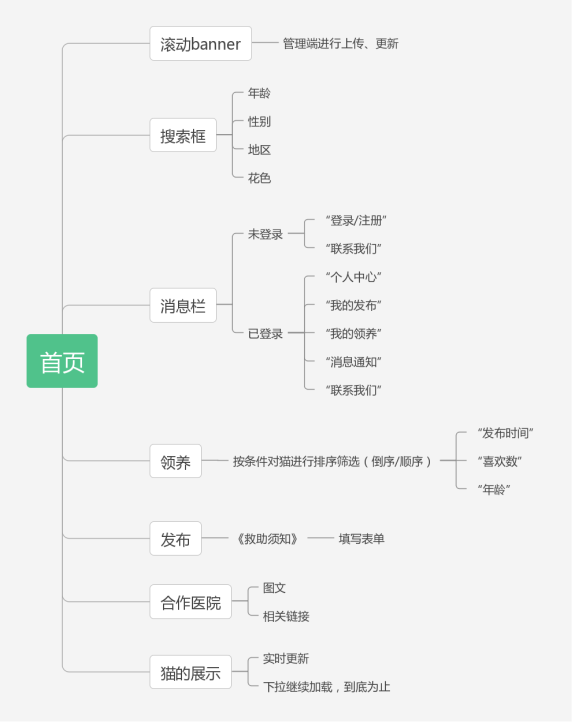 首页
滚动banner
管理端进行上传、更新
搜索框
年龄
性别
地区
花色
消息栏
未登录
“登录/注册”
“联系我们”
已登录
“个人中心”
“我的发布”
“我的领养”
“消息通知”
“联系我们”
领养
按条件对猫进行排序筛选（倒序/顺序）
“发布时间”
“喜欢数”
“年龄”
发布
《救助须知》
填写表单
合作医院
图文
相关链接
猫的展示
实时更新
下拉继续加载，到底为止